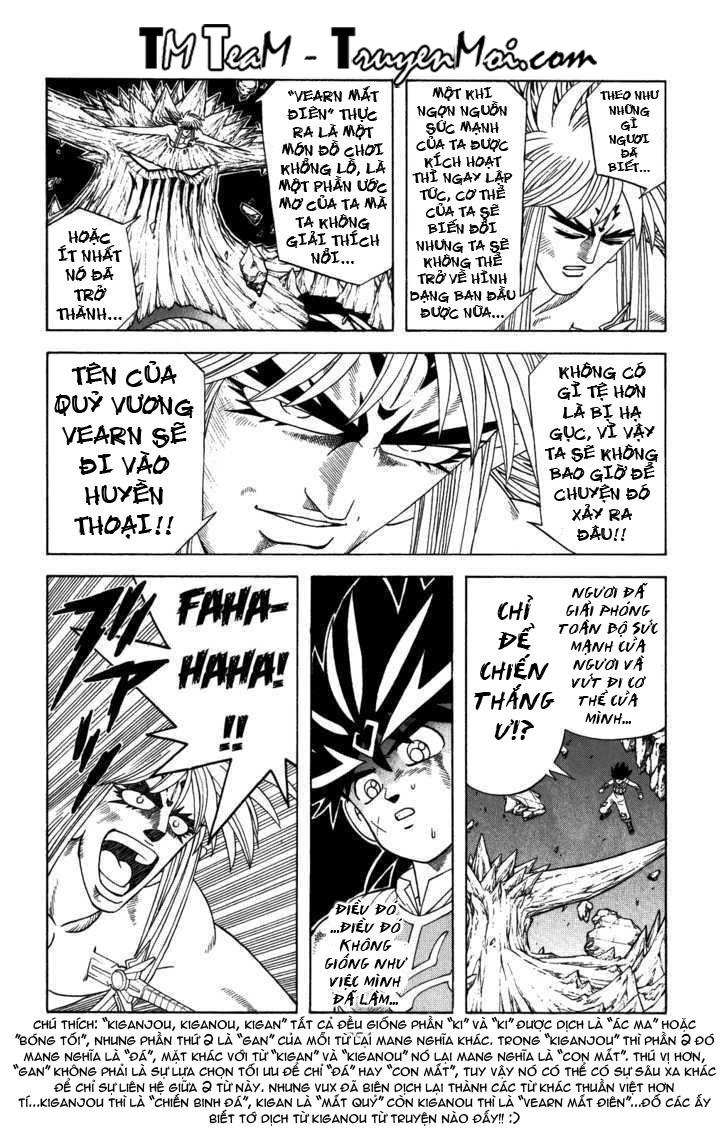 TM TEAM - TRUYENMOI.COM
THEO NHƯ
NHỮNG
GÌ
NGƯƠI
ĐÃ
BIẾT...
MỘT KHI
NGỌN NGUỒN
SỨC MẠNH
CỦA TA ĐƯỢC
KÍCH HOẠT
THÌ NGAY LẬP
TỨC, CƠ THỂ
CỦA TA SẼ
BIẾN ĐỔI
NHƯNG TA SẼ
KHÔNG THỂ
TRỞ VỀ HÌNH
DẠNG BAN ĐẦU
ĐƯỢC NỮA...
"VEARN MẮT
ĐIÊN" THỰC
RA LÀ MỘT
MÓN ĐỒ CHƠI
KHỔNG LỒ, LÀ
MỘT PHẦN ƯỚC
MƠ CỦA TA MÀ
TA KHÔNG
GIẢI THÍCH
NỔI...
HOẶC
ÍT NHẤT
NÓ ĐÃ
TRỞ
THÀNH...
KHÔNG CÓ
GÌ TỆ HƠN
LÀ BỊ HẠ
GỤC, VÌ VẬY
TA SẼ KHÔNG
BAO GIỜ ĐỂ
CHUYỆN ĐÓ
XẢY RA
ĐÂU!!
TÊN CỦA
QUỶ VƯƠNG
VEARN SẼ
ĐI VÀO
HUYỀN
THOẠI!!
NGƯƠI ĐÃ
GIẢI PHÓNG
TOÀN BỘ SỨC
MẠNH CỦA
NGƯƠI VÀ
VỨT ĐI CƠ
THỂ CỦA
MÌNH...
CHỈ
ĐỂ
CHIẾN
THẮNG
Ư!?
ĐIỀU ĐÓ
...ĐIỀU ĐÓ
KHÔNG
GIỐNG NHƯ
VIỆC MÌNH
ĐÃ LÀM...
FAHA-
HAHA!
!!
CHÚ THÍCH: "KIGANJOU, KIGANOU, KIGAN" TẤT CẢ ĐỀU GIỐNG PHẦN "KI" VÀ "KI" ĐƯỢC DỊCH LÀ "ÁC MA" HOẶC
"BÓNG TỐI", NHƯNG PHẦN THỨ 2 LÀ "GAN" CỦA MỖI TỪ LẠI MANG NGHĨA KHÁC. TRONG "KIGANJOU" THÌ PHẦN 2 ĐÓ
MANG NGHĨA LÀ "ĐÁ", MẶT KHÁC VỚI TỪ "KIGAN" VÀ "KIGANOU" NÓ LẠI MANG NGHĨA LÀ "CON MẮT". THÚ VỊ HƠN,
"GAN" KHÔNG PHẢI LÀ SỰ LỰA CHỌN TỐI ƯU ĐỂ CHỈ "ĐÁ" HAY "CON MẮT", TUY VẬY NÓ CÓ THỂ CÓ SỰ SÂU XA KHÁC
ĐỂ CHỈ SỰ LIÊN HỆ GIỮA 2 TỪ NÀY. NHƯNG VUX ĐÃ BIÊN DỊCH LẠI THÀNH CÁC TỪ KHÁC THUẦN VIỆT HƠN
TÍ...KIGANJOU THÌ LÀ "CHIẾN BINH ĐÁ", KIGAN LÀ "MẮT QUỶ" CÒN KIGANOU THÌ LÀ "VEARN MẮT ĐIÊN"...ĐỐ CÁC ẤY
BIẾT TỚ DỊCH TỪ KIGANOU TỪ TRUYỆN NÀO ĐẤY!! :)